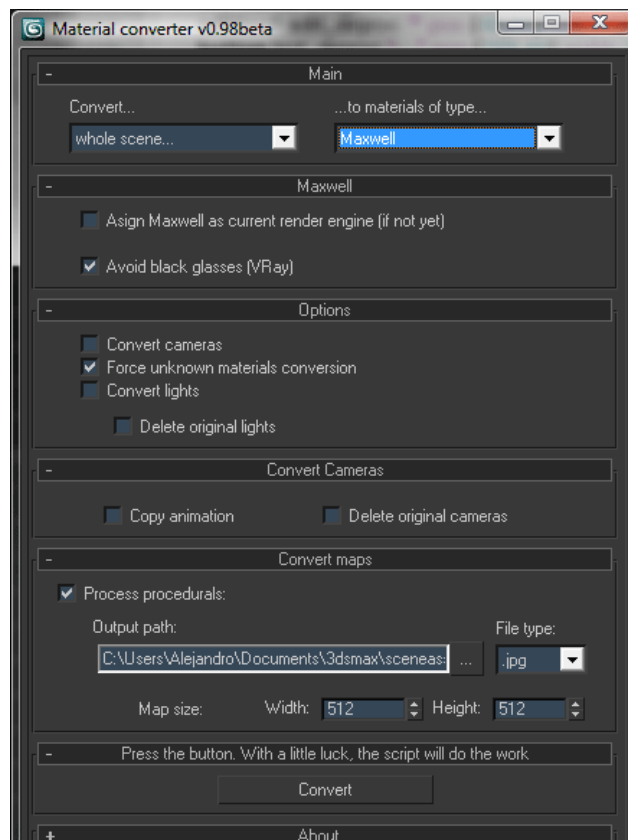 Material converter v0.98beta
- Main
Convert... ...to materials of type...
whole scene... Maxwell
- Maxwell
Asign Maxwell as current render engine (if not yet)
Avoid black glasses (VRay)
- Options
Convert cameras
Force unknown materials conversion
Convert lights
Delete original lights
- Convert Cameras
Copy animation Delete original cameras
- Convert maps
Process procedurals:
Output path: File type:
C:\Users\Alejandro\Documents\3dsmax\sceneas ... .jpg
Map size: Width: 512 Height: 512
- Press the button. With a little luck, the script will do the work
Convert
+ About